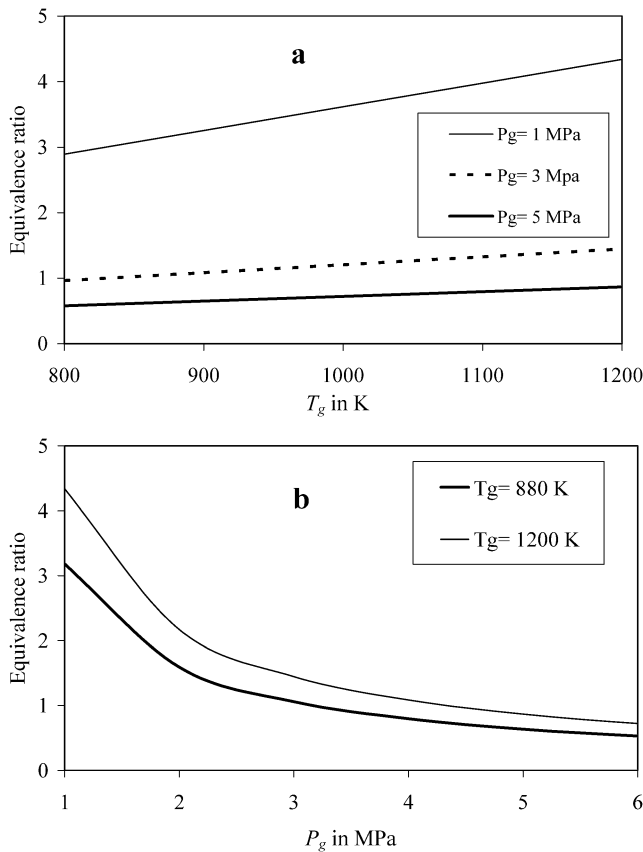 5
a
4
Pg= 1 MPa
3
Pg= 3 Mpa
2
Pg= 5 MPa
1
0
Equivalence ratio
800 900 1000 1100 1200
Tg in K
5
b
Tg= 880 K
4
Tg= 1200 K
3
2
1
0
Equivalence ratio
1 2 3 4 5 6
Pg in MPa